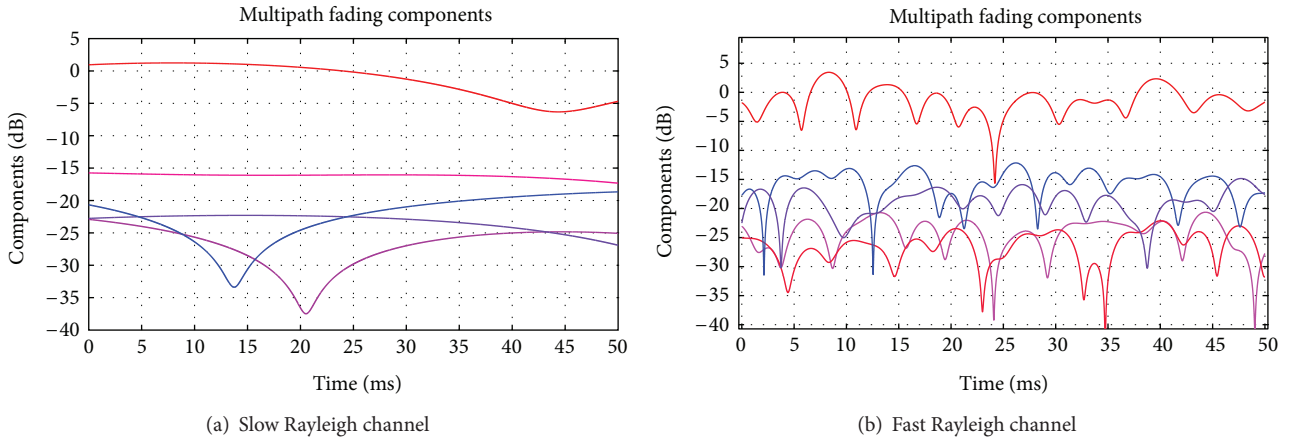 Multipath fading components
5
0
−5
−10
−15
−20
−25
−30
−35
−40
Components (dB)
0 5 10 15 20 25 30 35 40 45 50
Time (ms)
(a) Slow Rayleigh channel
Multipath fading components
5
0
−5
−10
−15
−20
−25
−30
−35
−40
Components (dB)
0 5 10 15 20 25 30 35 40 45 50
Time (ms)
(b) Fast Rayleigh channel